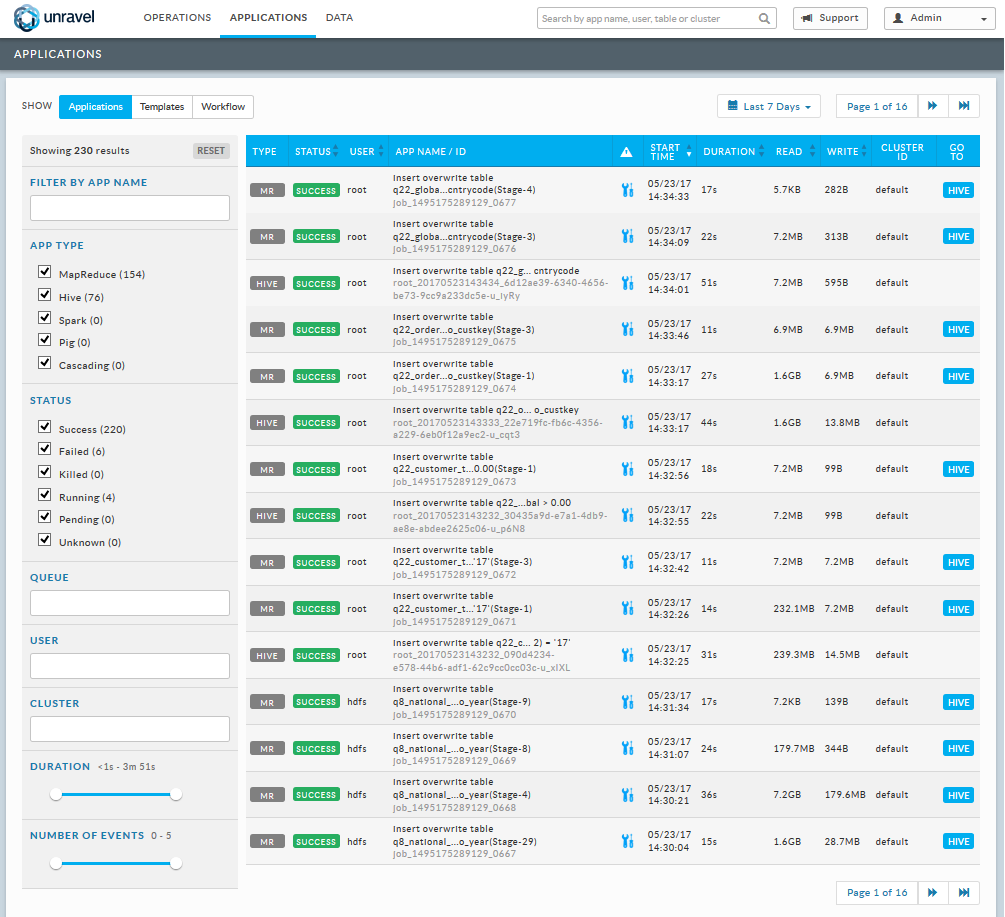 unravel
OPERATIONS APPLICATIONS DATA
Search by app name, user, table or cluster
Support
Admin
APPLICATIONS
SHOW Applications Templates Workflow
Last 7 Days
Page 1 of 16
Showing 230 results RESET
FILTER BY APP NAME
APP TYPE
MapReduce (154)
Hive (76)
Spark (0)
Pig (0)
Cascading (0)
STATUS
Success (220)
Failed (6)
Killed (0)
Running (4)
Pending (0)
Unknown (0)
QUEUE
USER
CLUSTER
DURATION <1s - 3m 51s
NUMBER OF EVENTS 0 - 5
TYPE STATUS USER APP NAME / ID START TIME DURATION READ WRITE CLUSTER ID GO TO
Insert overwrite table
MR SUCCESS root q22_globa...cntrycode(Stage-4) 05/23/17 14:34:33 17s 5.7KB 282B default HIVE
job_1495175289129_0677
Insert overwrite table
MR SUCCESS root q22_globa...cntrycode(Stage-3) 05/23/17 14:34:09 22s 7.2MB 313B default HIVE
job_1495175289129_0676
Insert overwrite table q22_g... cntrycode
HIVE SUCCESS root root_20170523143434_6d12ae39-6340-4656- 05/23/17 14:34:01 51s 7.2MB 595B default
be73-9cc9a233dc5e-u_IyRy
Insert overwrite table
MR SUCCESS root q22_order...o_custkey(Stage-3) 05/23/17 14:33:46 11s 6.9MB 6.9MB default HIVE
job_1495175289129_0675
Insert overwrite table
MR SUCCESS root q22_order...o_custkey(Stage-1) 05/23/17 14:33:17 27s 1.6GB 6.9MB default HIVE
job_1495175289129_0674
Insert overwrite table q22_o... o_custkey
HIVE SUCCESS root root_20170523143333_22e719fc-fb6c-4356- 05/23/17 14:33:17 44s 1.6GB 13.8MB default
a229-6eb0f12a9ec2-u_cqt3
Insert overwrite table
MR SUCCESS root q22_customer_t...0.00(Stage-1) 05/23/17 14:32:56 18s 7.2MB 99B default HIVE
job_1495175289129_0673
Insert overwrite table q22_...bal > 0.00
HIVE SUCCESS root root_20170523143232_30435a9d-e7a1-4db9- 05/23/17 14:32:55 22s 7.2MB 99B default
ae8e-abdee2625c06-u_p6N8
Insert overwrite table
MR SUCCESS root q22_customer_t...'17'(Stage-3) 05/23/17 14:32:42 11s 7.2MB 7.2MB default HIVE
job_1495175289129_0672
Insert overwrite table
MR SUCCESS root q22_customer_t...'17'(Stage-1) 05/23/17 14:32:26 14s 232.1MB 7.2MB default HIVE
job_1495175289129_0671
Insert overwrite table q22_c... 2) = '17'
HIVE SUCCESS root root_20170523143232_090d4234- 05/23/17 14:32:25 31s 239.3MB 14.5MB default
e578-44b6-adf1-62c9cc0cc03c-u_xIXL
Insert overwrite table
MR SUCCESS hdfs q8_national_...o_year(Stage-9) 05/23/17 14:31:34 17s 7.2KB 139B default HIVE
job_1495175289129_0670
Insert overwrite table
MR SUCCESS hdfs q8_national_...o_year(Stage-8) 05/23/17 14:31:07 24s 179.7MB 344B default HIVE
job_1495175289129_0669
Insert overwrite table
MR SUCCESS hdfs q8_national_...o_year(Stage-4) 05/23/17 14:30:21 36s 7.2GB 179.6MB default HIVE
job_1495175289129_0668
Insert overwrite table
MR SUCCESS hdfs q8_national_...o_year(Stage-29) 05/23/17 14:30:04 15s 1.6GB 28.7MB default HIVE
job_1495175289129_0667
Page 1 of 16